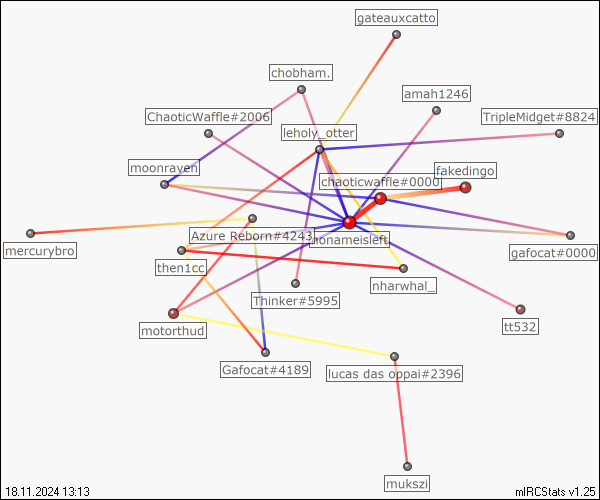 gateauxcatto
chobham.
amah1246
ChaoticWaffle#2006
TripleMidget#8824
leholy_otter
moonraven
fakedingo
chaoticwaffle#0000
Azure Reborn#4243
nonameisleft
mercurybro
gafocat#0000
then1cc
nharwhal_
Thinker#5995
motorthud
tt532
Gafocat#4189
lucas das oppai#2396
mukszi
18.11.2024 13:13
mIRCStats v1.25